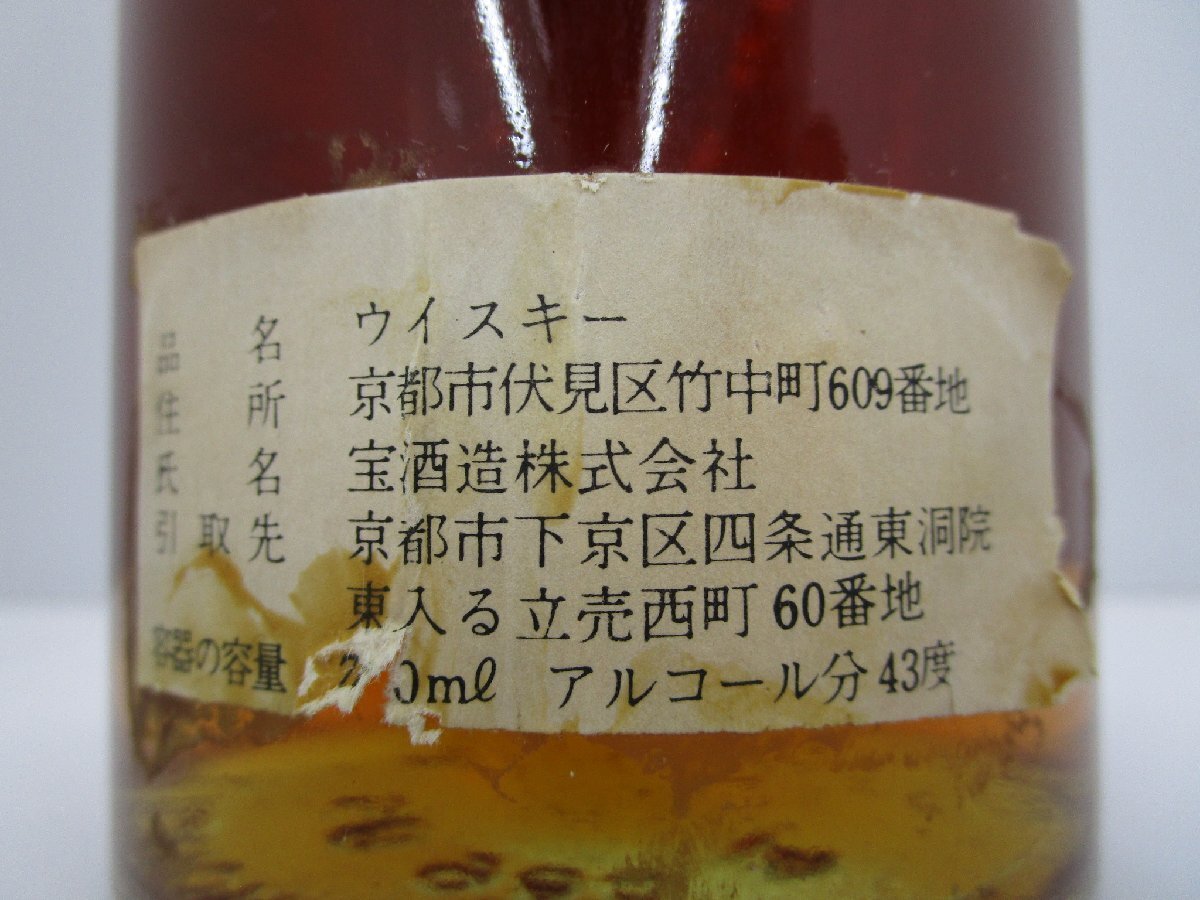 品名 ウイスキー
住所 京都市伏見区竹中町609番地
氏名 宝酒造株式会社
引取先 京都市下京区四条通東洞院
東入る立売西町60番地
容器の容量 アルコール分43度